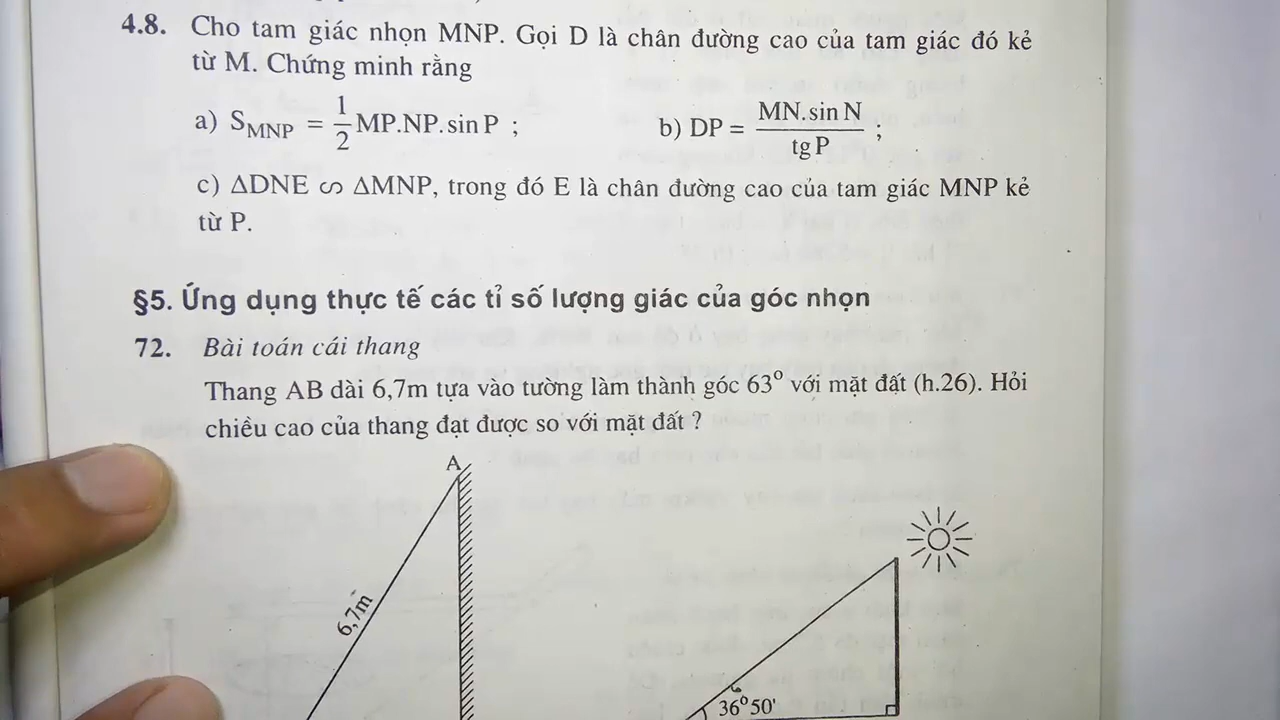 4.8. Cho tam giác nhọn MNP. Gọi D là chân đường cao của tam giác đó kẻ
từ M. Chứng minh rằng
a) S_MNP = 1/2 MP.NP.sin P ; b) DP = MN.sin N / tg P ;
c) ΔDNE ∽ ΔMNP, trong đó E là chân đường cao của tam giác MNP kẻ
từ P.
§5. Ứng dụng thực tế các tỉ số lượng giác của góc nhọn
72. Bài toán cái thang
Thang AB dài 6,7m tựa vào tường làm thành góc 63° với mặt đất (h.26). Hỏi
chiều cao của thang đạt được so với mặt đất ?
A
6,7m
36°50'